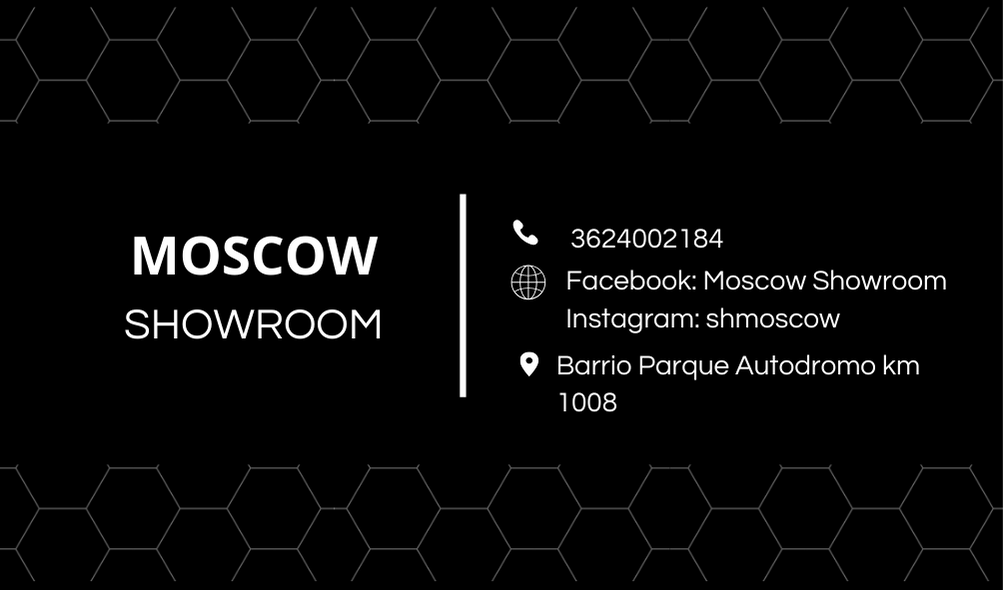 MOSCOW
SHOWROOM
3624002184
Facebook: Moscow Showroom
Instagram: shmoscow
Barrio Parque Autodromo km
1008